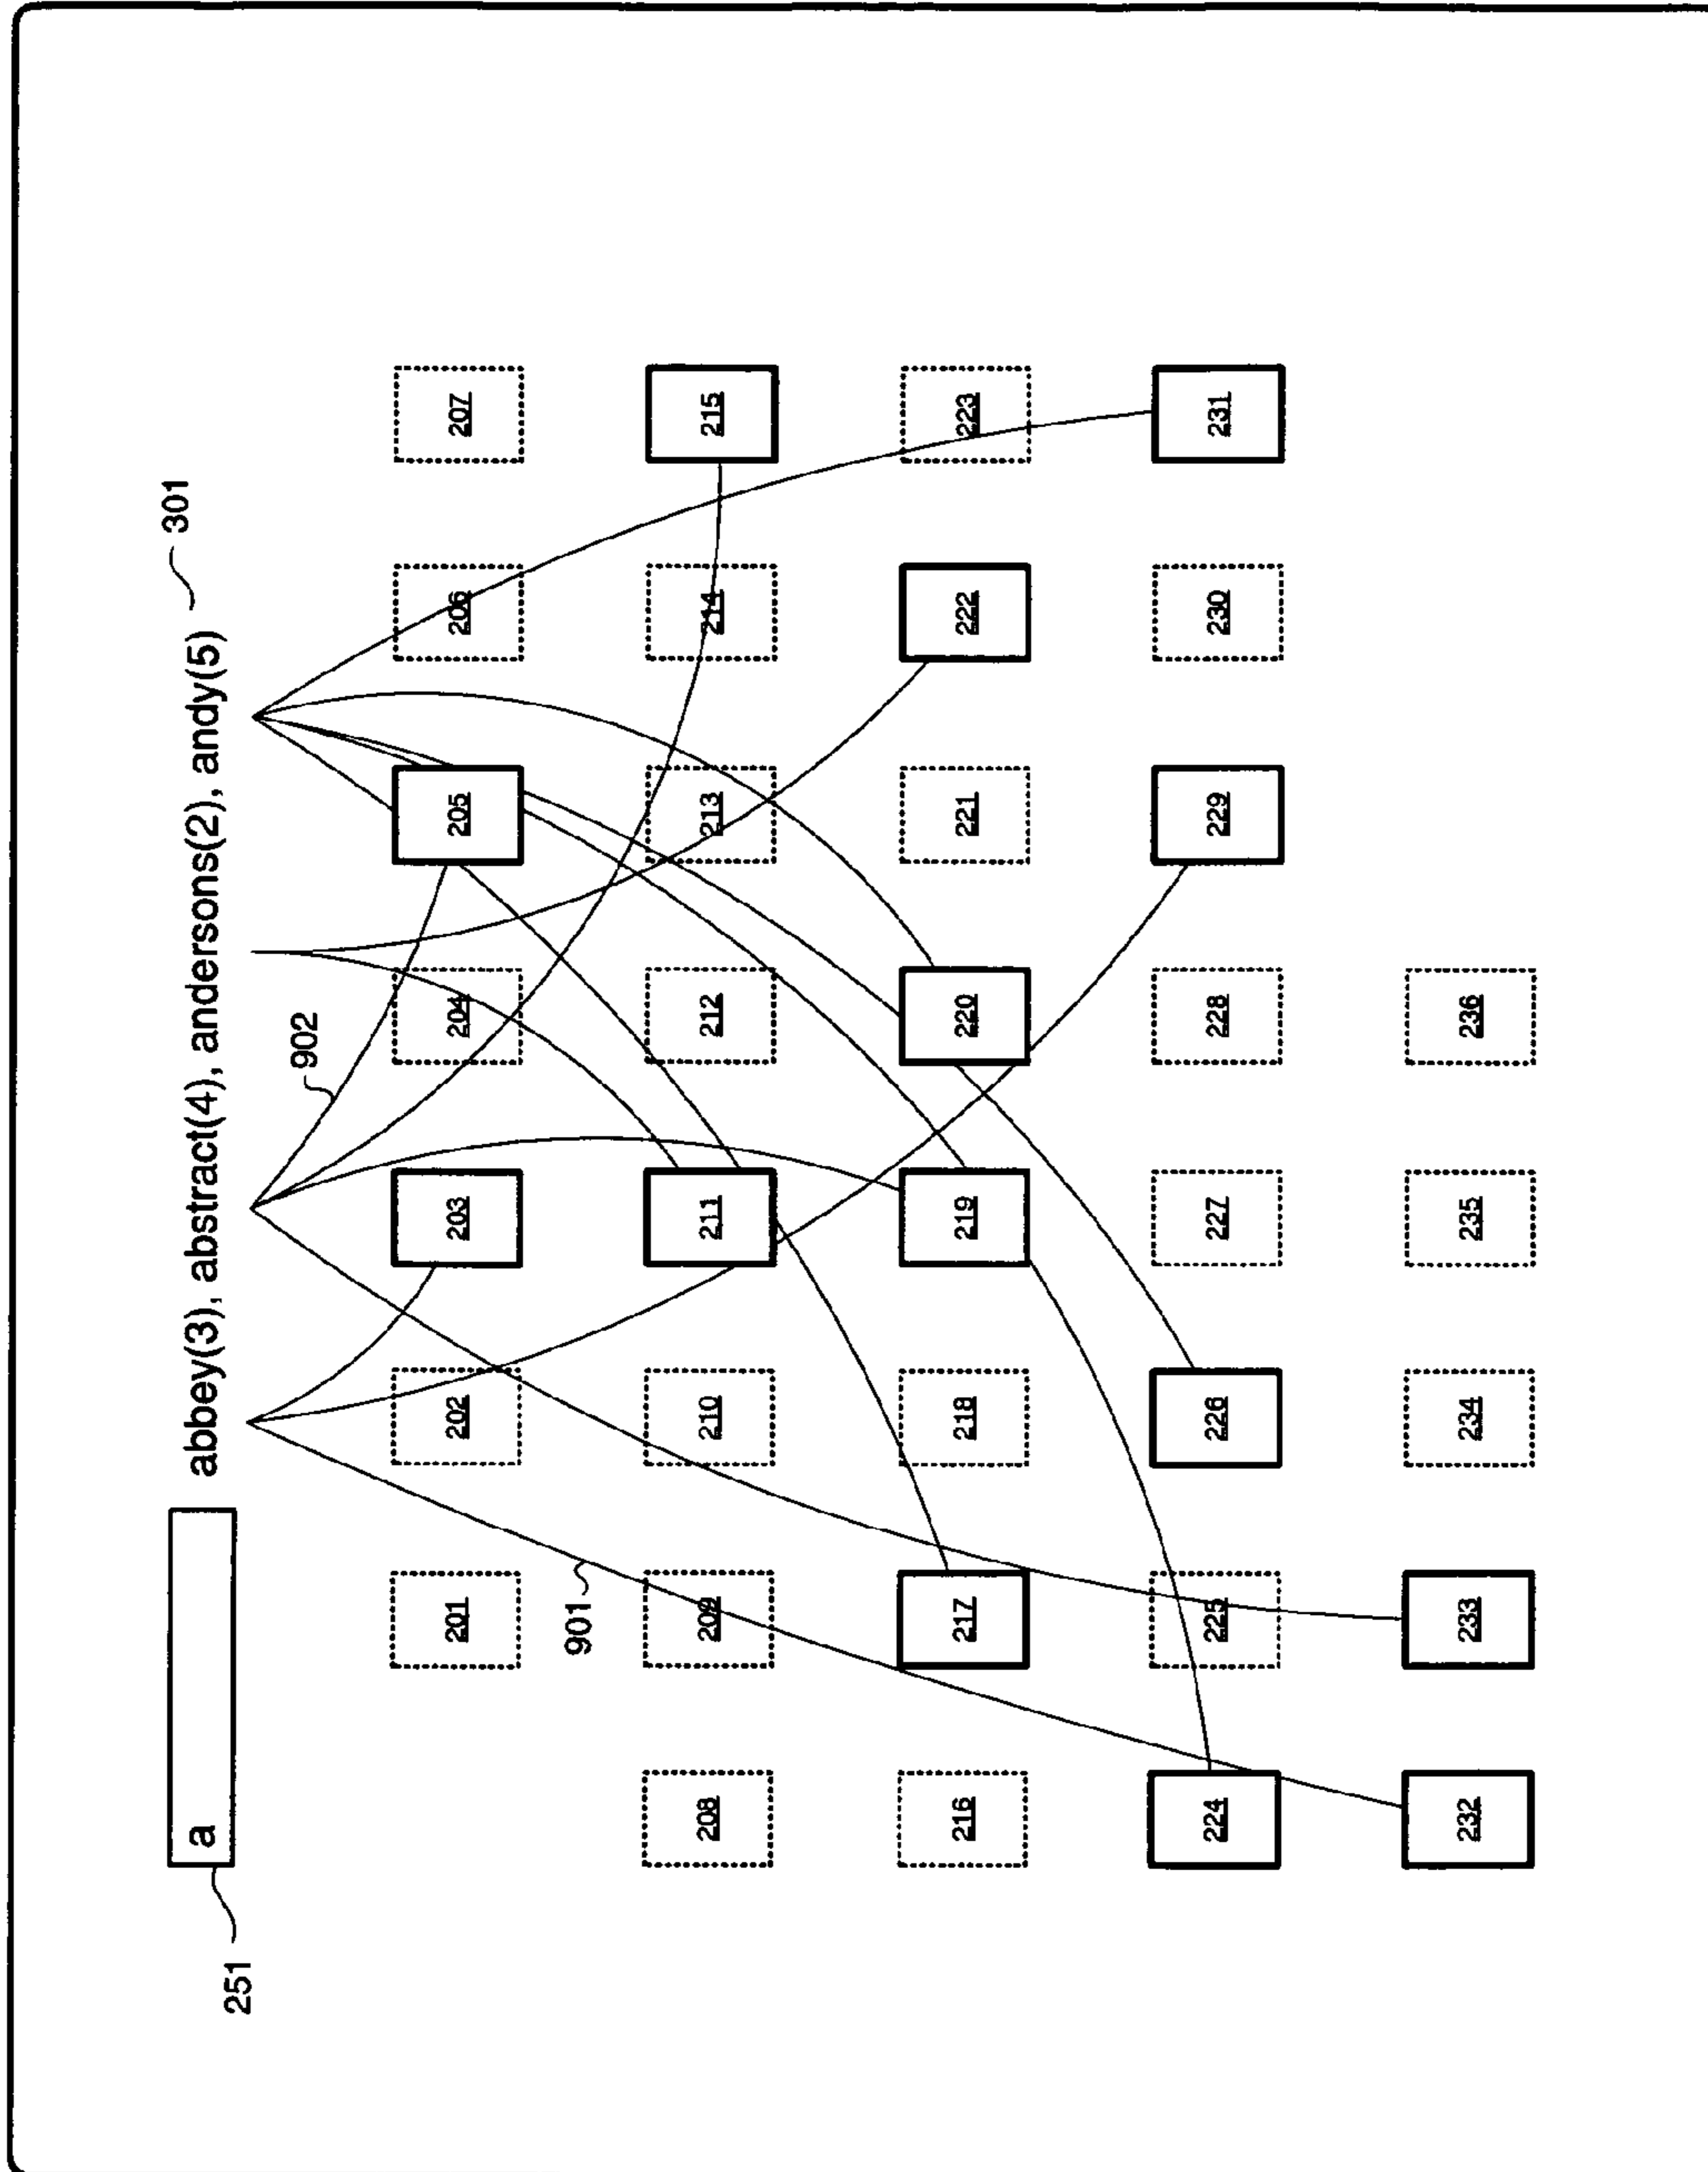 251
a
abbey(3), abstract(4), andersons(2), andy(5)
301
902
201 202 203 204 205 206 207
901
208 209 210 211 212 213 214 215
216 217 218 219 220 221 222 223
224 225 226 227 228 229 230 231
232 233 234 235 236